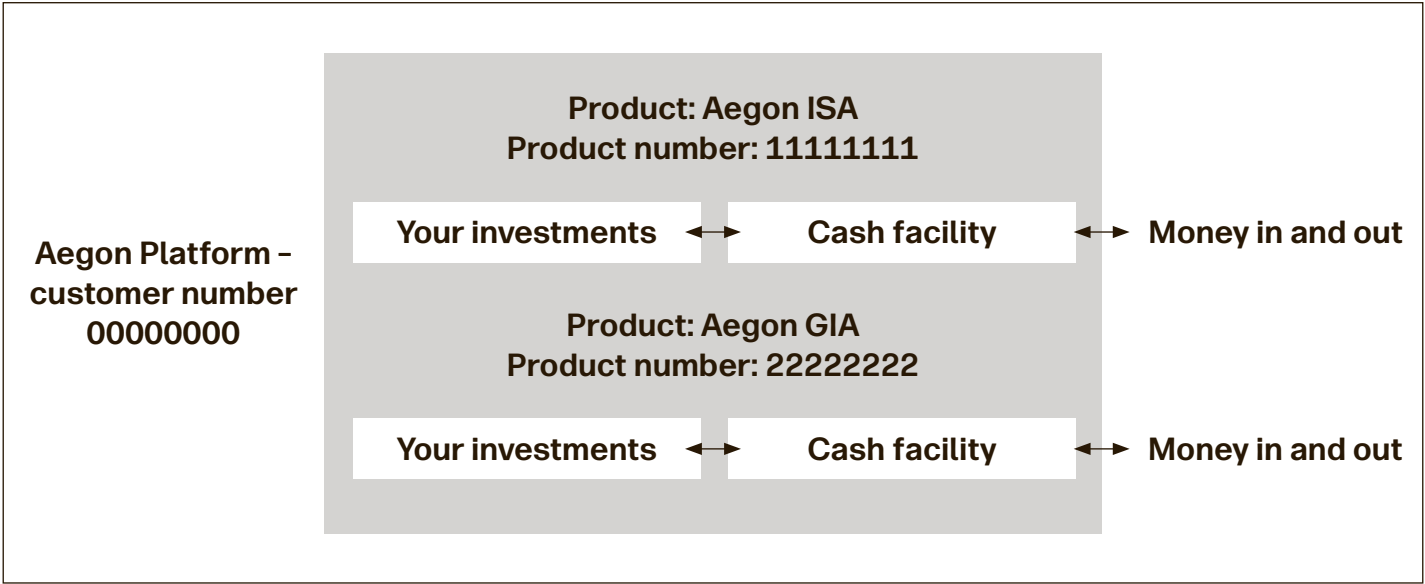 Product: Aegon ISA
Product number: 11111111
Your investments
Cash facility
Money in and out
Aegon Platform –
customer number
00000000
Product: Aegon GIA
Product number: 22222222
Your investments
Cash facility
Money in and out